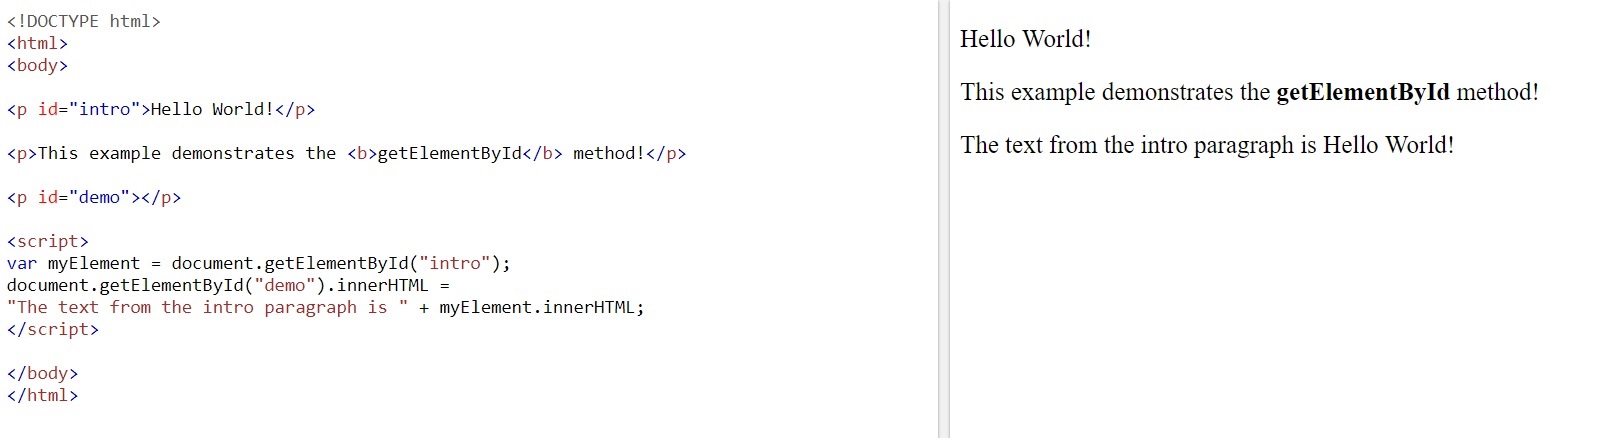 <!DOCTYPE html>
<html>
<body>
<p id="intro">Hello World!</p>
<p>This example demonstrates the <b>getElementById</b> method!</p>
<p id="demo"></p>
<script>
var myElement = document.getElementById("intro");
document.getElementById("demo").innerHTML =
"The text from the intro paragraph is " + myElement.innerHTML;
</script>
</body>
</html>
Hello World!
This example demonstrates the getElementById method!
The text from the intro paragraph is Hello World!